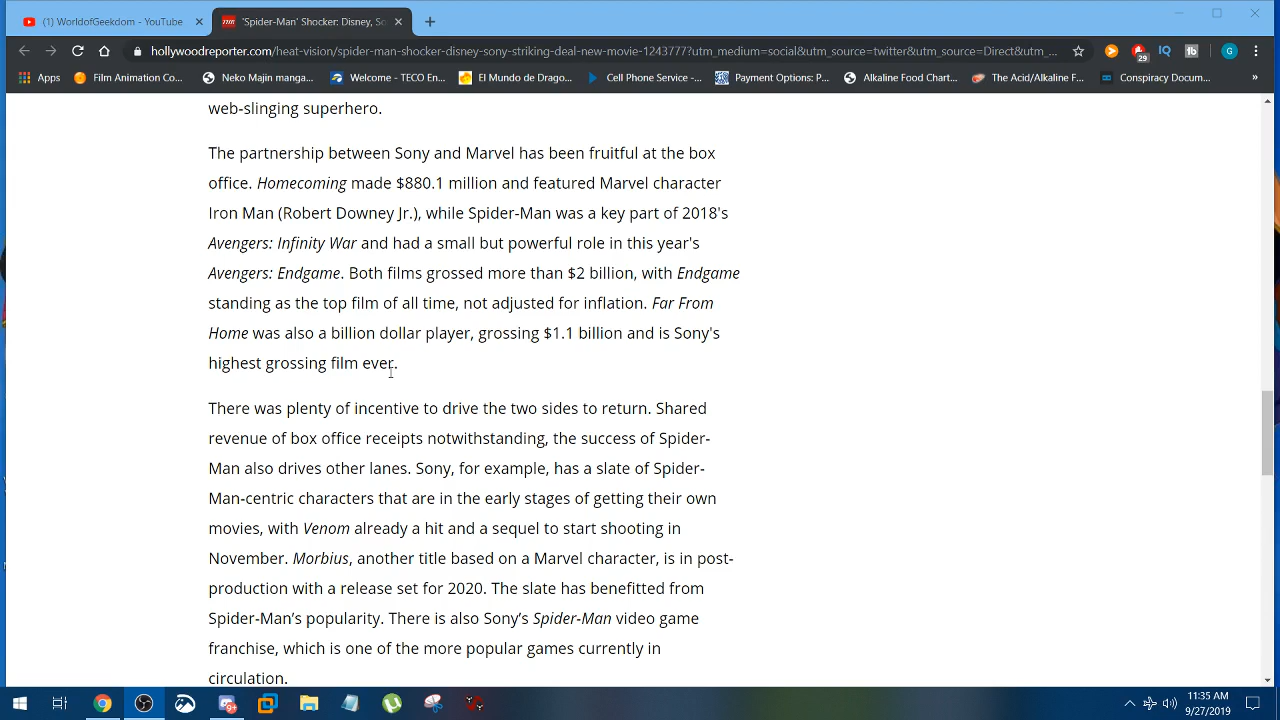 (1) WorldofGeekdom - YouTube
'Spider-Man' Shocker: Disney, So
hollywoodreporter.com/heat-vision/spider-man-shocker-disney-sony-striking-deal-new-movie-1243777?utm_medium=social&utm_source=twitter&utm_source=Direct&utm_...
29
IQ
tb
G
Apps
Film Animation Co...
Neko Majin manga...
Welcome - TECO En...
El Mundo de Drago...
Cell Phone Service -...
Payment Options: P...
Alkaline Food Chart...
The Acid/Alkaline F...
Conspiracy Docum...
»
web-slinging superhero.
The partnership between Sony and Marvel has been fruitful at the box
office. Homecoming made $880.1 million and featured Marvel character
Iron Man (Robert Downey Jr.), while Spider-Man was a key part of 2018's
Avengers: Infinity War and had a small but powerful role in this year's
Avengers: Endgame. Both films grossed more than $2 billion, with Endgame
standing as the top film of all time, not adjusted for inflation. Far From
Home was also a billion dollar player, grossing $1.1 billion and is Sony's
highest grossing film ever.
There was plenty of incentive to drive the two sides to return. Shared
revenue of box office receipts notwithstanding, the success of Spider-
Man also drives other lanes. Sony, for example, has a slate of Spider-
Man-centric characters that are in the early stages of getting their own
movies, with Venom already a hit and a sequel to start shooting in
November. Morbius, another title based on a Marvel character, is in post-
production with a release set for 2020. The slate has benefitted from
Spider-Man’s popularity. There is also Sony’s Spider-Man video game
franchise, which is one of the more popular games currently in
circulation.
11:35 AM
9/27/2019